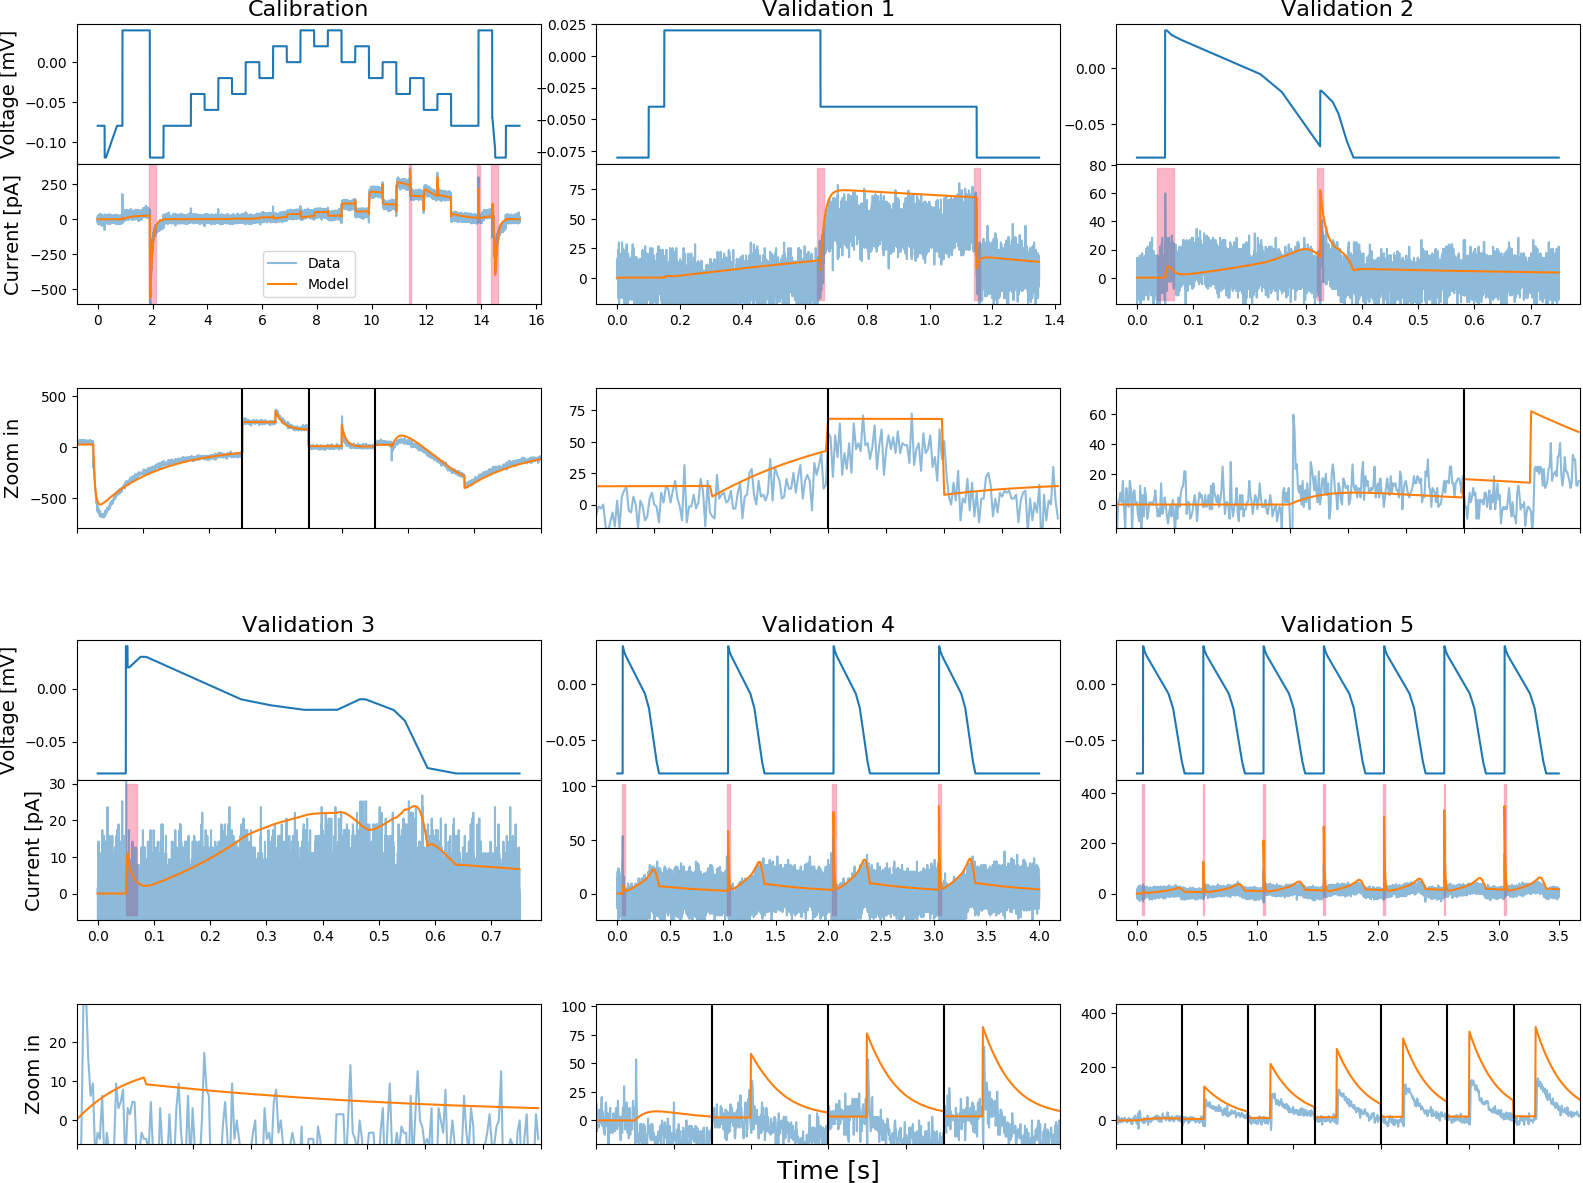 Calibration
Validation 1
Validation 2
Voltage [mV]
0.00
−0.05
−0.10
0.025
0.000
−0.025
−0.050
−0.075
0.00
−0.05
Current [pA]
250
0
−250
−500
Data
Model
75
50
25
0
80
60
40
20
0
0 2 4 6 8 10 12 14 16
0.0 0.2 0.4 0.6 0.8 1.0 1.2 1.4
0.0 0.1 0.2 0.3 0.4 0.5 0.6 0.7
Zoom in
500
0
−500
75
50
25
0
60
40
20
0
Validation 3
Validation 4
Validation 5
Voltage [mV]
0.00
−0.05
0.00
−0.05
0.00
−0.05
Current [pA]
30
20
10
0
100
50
0
400
200
0
0.0 0.1 0.2 0.3 0.4 0.5 0.6 0.7
0.0 0.5 1.0 1.5 2.0 2.5 3.0 3.5 4.0
0.0 0.5 1.0 1.5 2.0 2.5 3.0 3.5
Zoom in
20
10
0
100
75
50
25
0
400
200
0
Time [s]